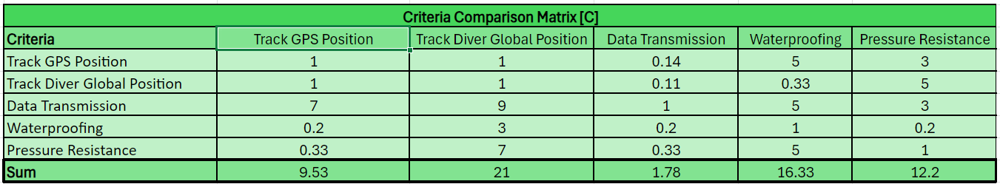 Criteria Comparison Matrix [C]
Criteria Track GPS Position Track Diver Global Position Data Transmission Waterproofing Pressure Resistance
Track GPS Position 1 1 0.14 5 3
Track Diver Global Position 1 1 0.11 0.33 5
Data Transmission 7 9 1 5 3
Waterproofing 0.2 3 0.2 1 0.2
Pressure Resistance 0.33 7 0.33 5 1
Sum 9.53 21 1.78 16.33 12.2